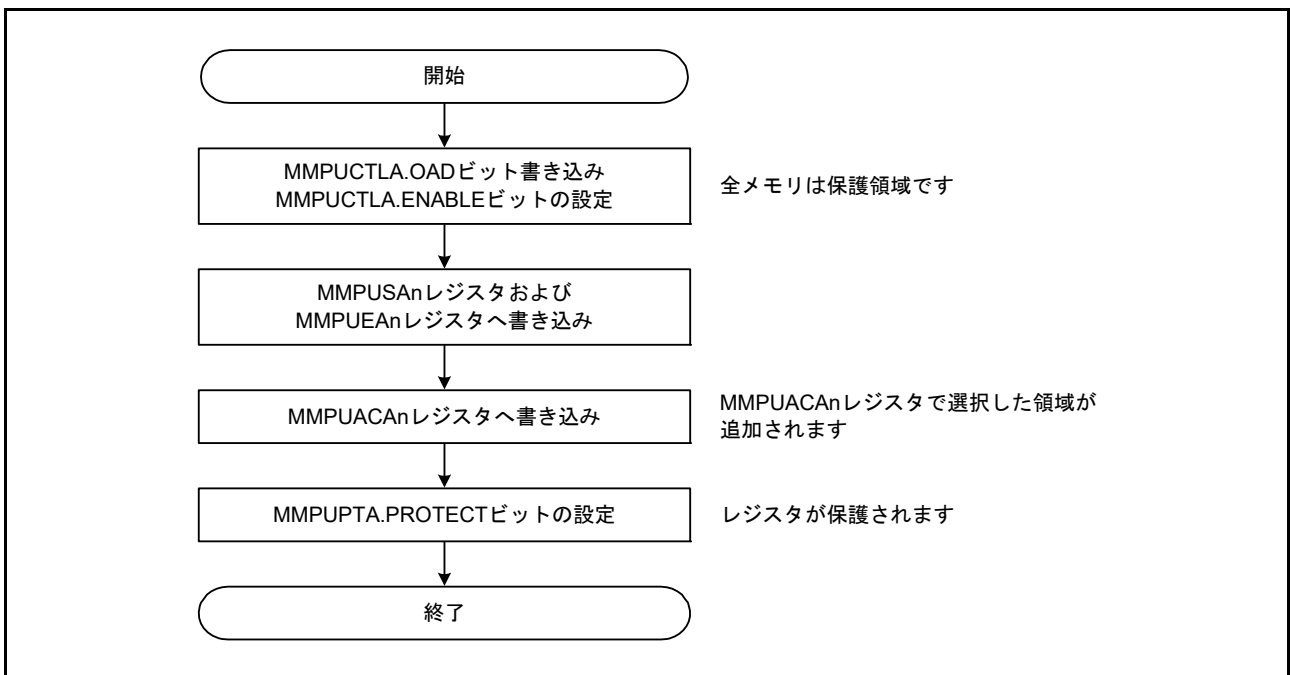 開始
MMPUCTLA.OADビット書き込み
MMPUCTLA.ENABLEビットの設定
全メモリは保護領域です
MMPUSAnレジスタおよび
MMPUEAnレジスタへ書き込み
MMPUACAnレジスタへ書き込み
MMPUACAnレジスタで選択した領域が
追加されます
MMPUPTA.PROTECTビットの設定
レジスタが保護されます
終了